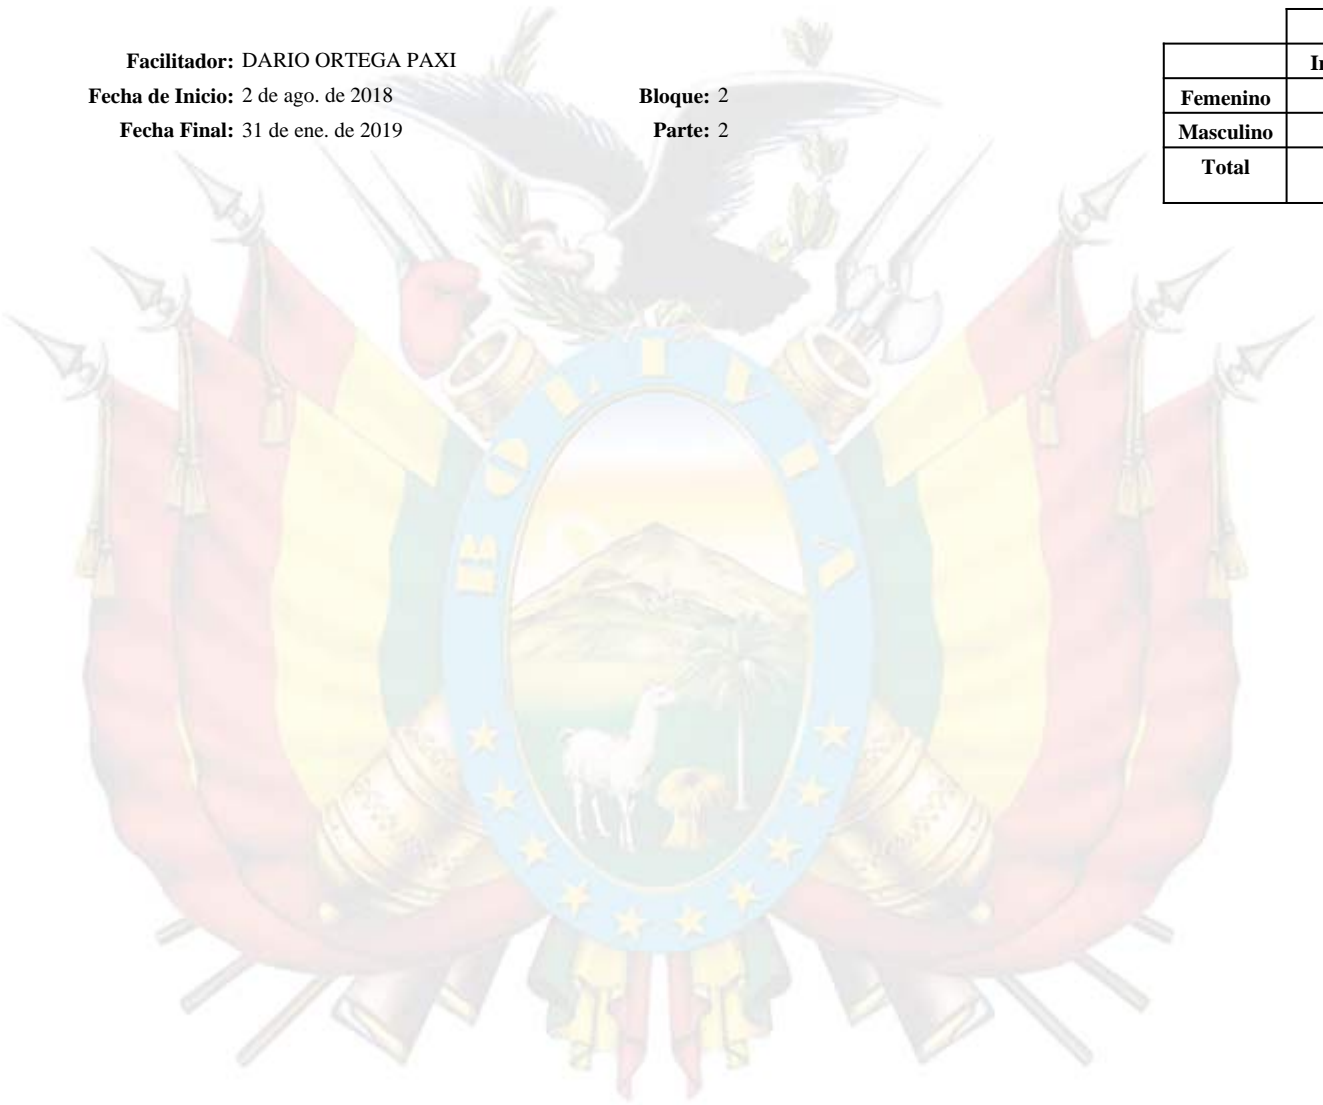 Facilitador: DARIO ORTEGA PAXI
Fecha de Inicio: 2 de ago. de 2018 Bloque: 2
Fecha Final: 31 de ene. de 2019 Parte: 2
Femenino
Masculino
Total
BOLIVIA